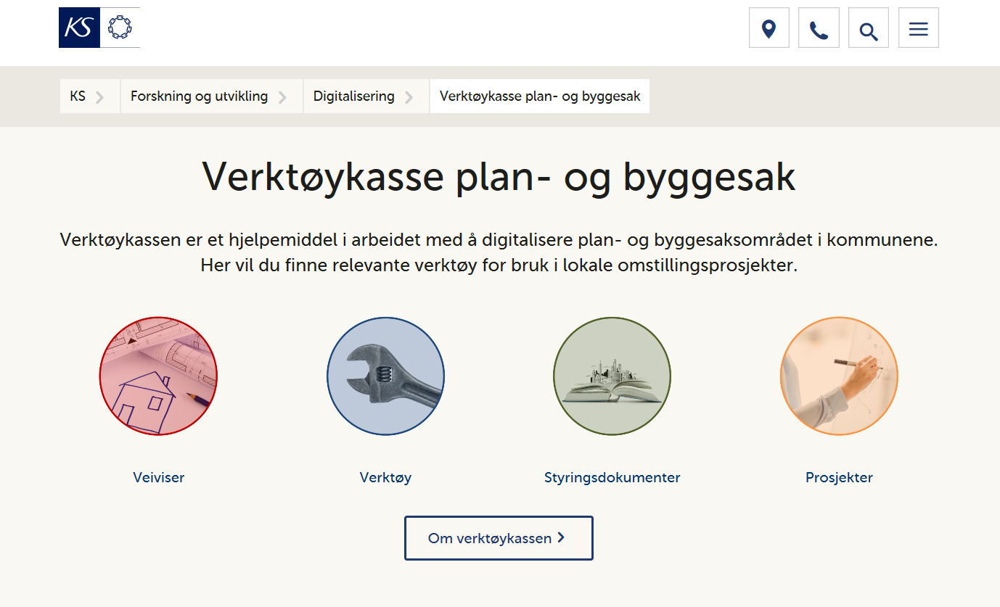 KS
KS
Forskning og utvikling
Digitalisering
Verktøykasse plan- og byggesak
Verktøykasse plan- og byggesak
Verktøykassen er et hjelpemiddel i arbeidet med å digitalisere plan- og byggesaksområdet i kommunene.
Her vil du finne relevante verktøy for bruk i lokale omstillingsprosjekter.
Veiviser
Verktøy
Styringsdokumenter
Prosjekter
Om verktøykassen